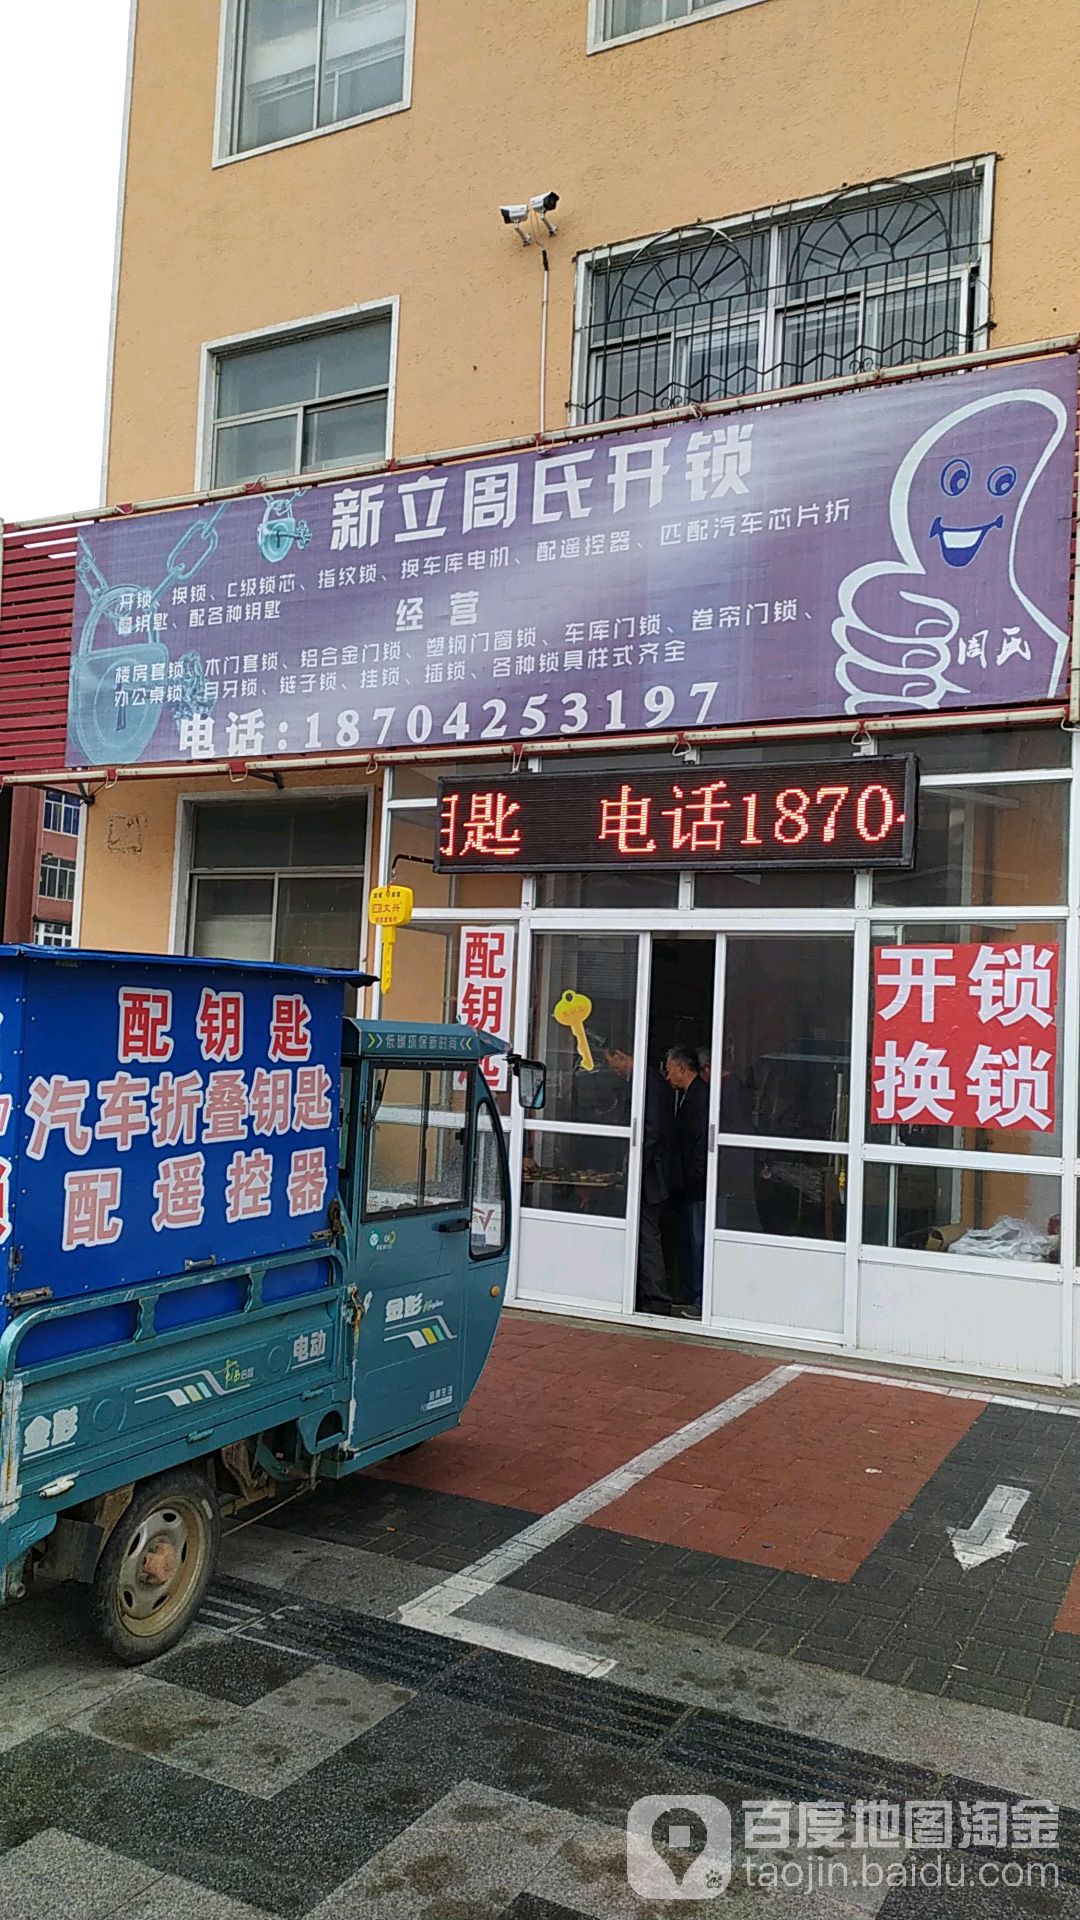 新立周氏开锁
开锁、换锁、C级锁芯、指纹锁、换车库电机、配遥控器、匹配汽车芯片折
叠钥匙、配各种钥匙
经营
楼房套锁、木门套锁、铝合金门锁、塑钢门窗锁、车库门锁、卷帘门锁、
办公桌锁、月牙锁、链子锁、挂锁、插锁、各种锁具样式齐全
电话:18704253197
周氏
匙 电话1870
文兴
配钥匙
开锁
换锁
配钥匙
汽车折叠钥匙
配遥控器
低碳环保新时尚
金彭
电动
金彭
百度地图淘金
taojin.baidu.com